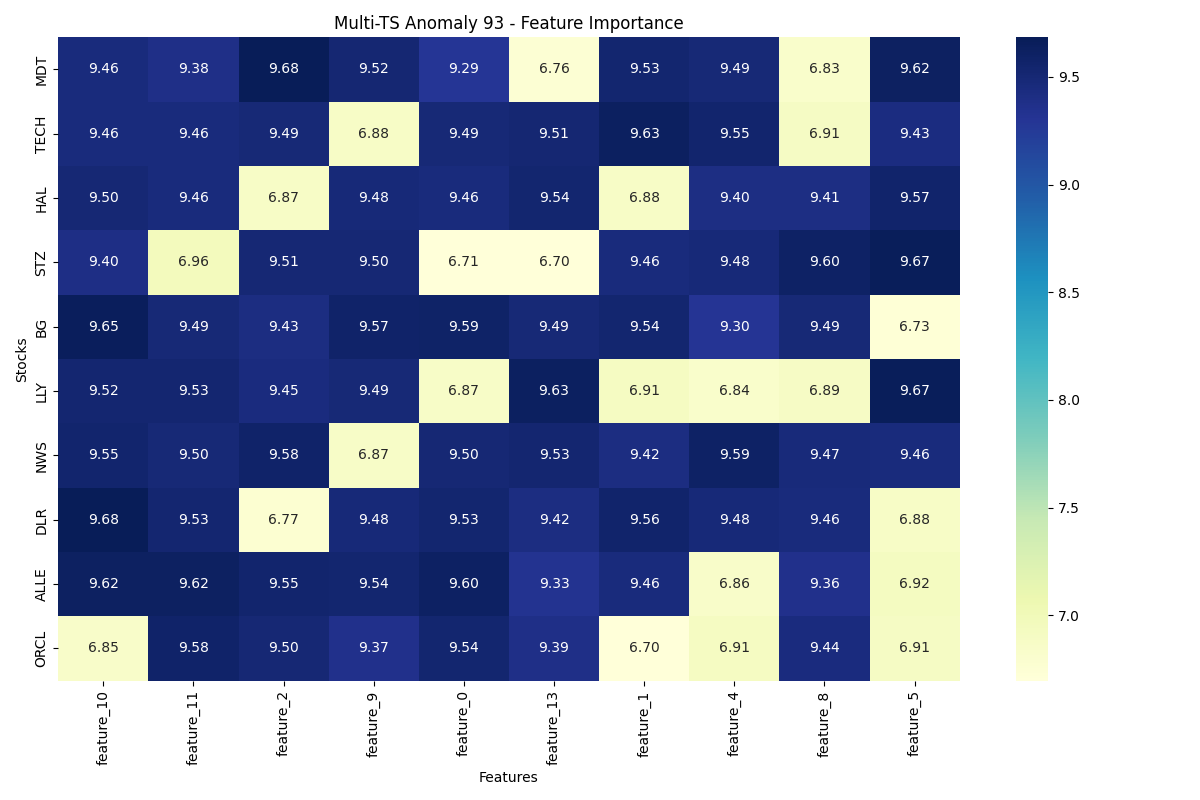 Multi-TS Anomaly 93 - Feature Importance
Stocks
MDT 9.46 9.38 9.68 9.52 9.29 6.76 9.53 9.49 6.83 9.62
TECH 9.46 9.46 9.49 6.88 9.49 9.51 9.63 9.55 6.91 9.43
HAL 9.50 9.46 6.87 9.48 9.46 9.54 6.88 9.40 9.41 9.57
STZ 9.40 6.96 9.51 9.50 6.71 6.70 9.46 9.48 9.60 9.67
BG 9.65 9.49 9.43 9.57 9.59 9.49 9.54 9.30 9.49 6.73
LLY 9.52 9.53 9.45 9.49 6.87 9.63 6.91 6.84 6.89 9.67
NWS 9.55 9.50 9.58 6.87 9.50 9.53 9.42 9.59 9.47 9.46
DLR 9.68 9.53 6.77 9.48 9.53 9.42 9.56 9.48 9.46 6.88
ALLE 9.62 9.62 9.55 9.54 9.60 9.33 9.46 6.86 9.36 6.92
ORCL 6.85 9.58 9.50 9.37 9.54 9.39 6.70 6.91 9.44 6.91
feature_10 feature_11 feature_2 feature_9 feature_0 feature_13 feature_1 feature_4 feature_8 feature_5
Features
9.5
9.0
8.5
8.0
7.5
7.0